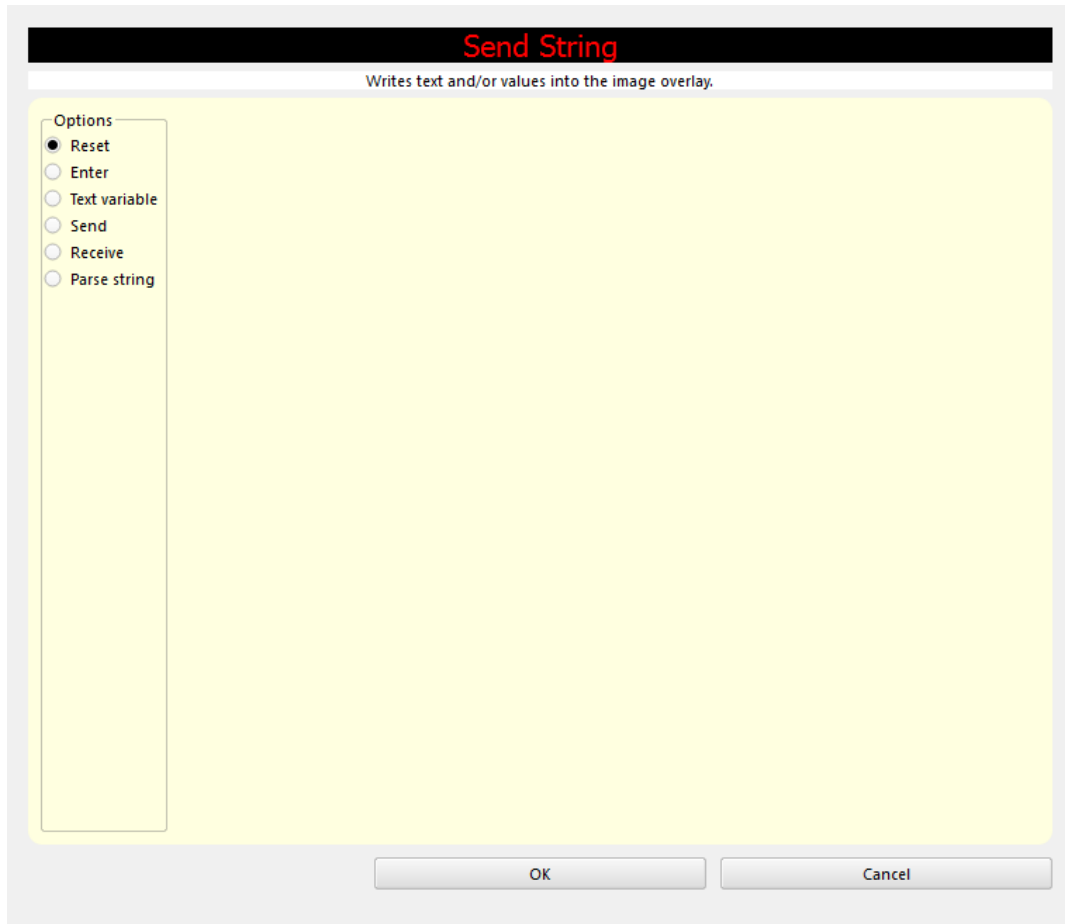 Send String
Writes text and/or values into the image overlay.
Options
Reset
Enter
Text variable
Send
Receive
Parse string
OK
Cancel